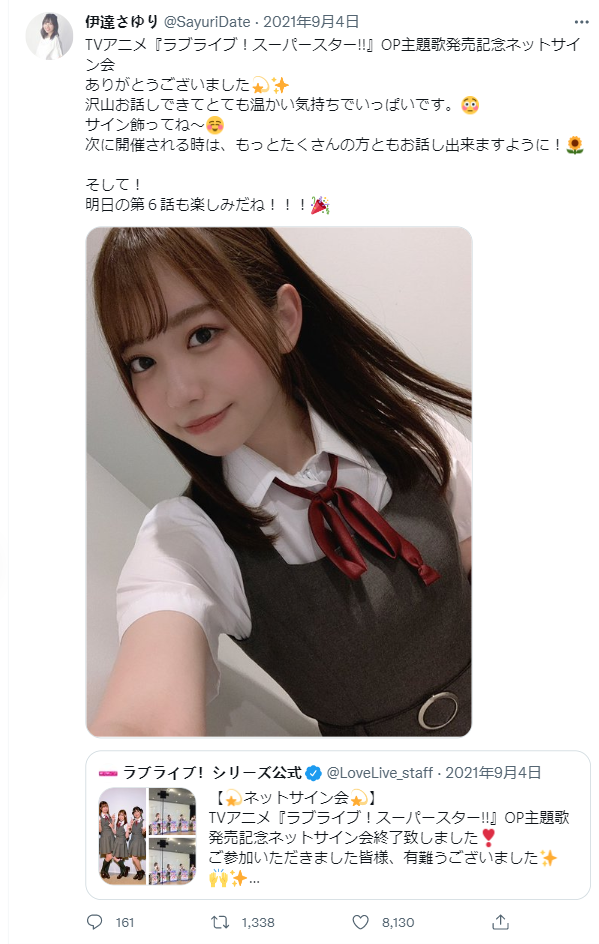 伊達さゆり @SayuriDate · 2021年9月4日
TVアニメ『ラブライブ！スーパースター!!』OP主題歌発売記念ネットサイ
ン会
ありがとうございました💫✨
沢山お話しできてとても温かい気持ちでいっぱいです。😳
サイン飾ってね〜☺️
次に開催される時は、もっとたくさんの方ともお話し出来ますように！🌻
そして！
明日の第６話も楽しみだね！！！🎉
ラブライブ！シリーズ公式 @LoveLive_staff · 2021年9月4日
【💫ネットサイン会💫】
TVアニメ『ラブライブ！スーパースター!!』OP主題歌
発売記念ネットサイン会終了致しました❣️
ご参加いただきました皆様、有難うございました✨
🙌✨...
161 1,338 8,130